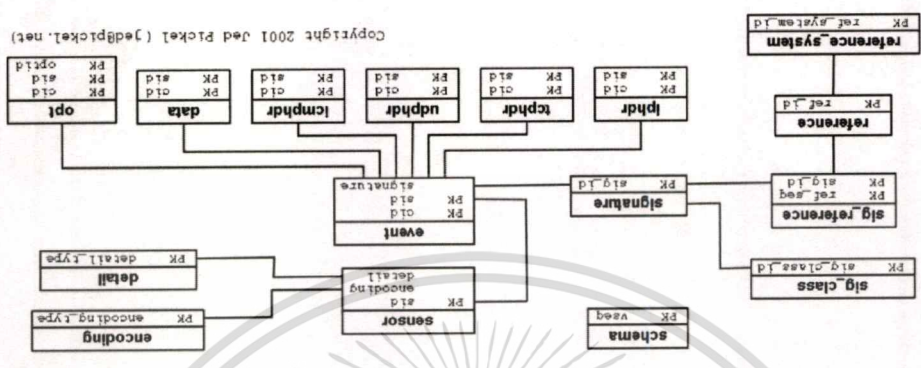 schema
PK vseq
encoding
PK encoding_type
sensor
PK sid
encoding
detail
detail
PK detail_type
sig_class
PK sig_class_id
sig_reference
PK ref_seq
PK sig_id
signature
PK sig_id
event
PK cid
PK sid
signature
reference
PK ref_id
reference_system
PK ref_system_id
iphdr
PK cid
PK sid
tcphdr
PK cid
PK sid
udphdr
PK cid
PK sid
icmphdr
PK cid
PK sid
data
PK cid
PK sid
opt
PK cid
PK sid
PK optid
Copyright 2001 Jed Pickel (jed@pickel.net)